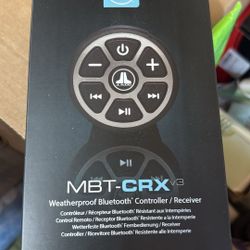 MBT-CRX V3
Weatherproof Bluetooth® Controller / Receiver
Contrôleur / Récepteur Bluetooth® Résistant aux Intempéries
Control Remoto / Receptor Bluetooth® Resistente a la Intemperie
Wetterfeste Bluetooth® Fernbedienung / Receiver
Controller / Ricevitore Bluetooth® Resistente alle Intemperie